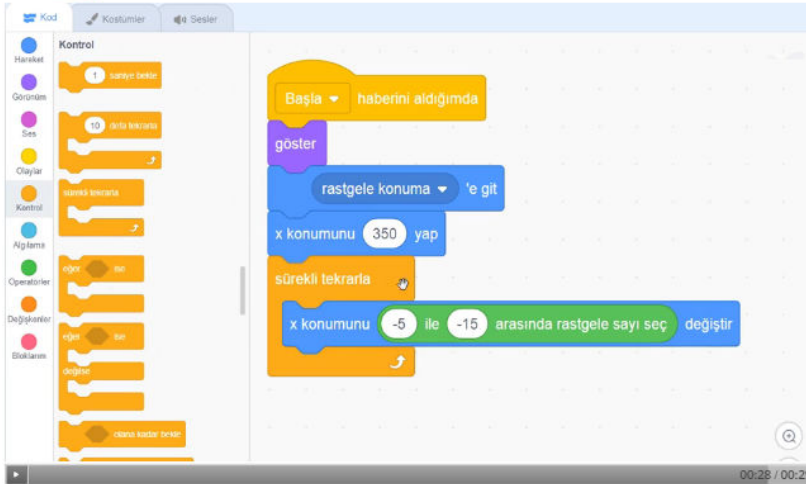 Kod Kostümler Sesler
Kontrol
Hareket
Görünüm
Ses
Olaylar
Kontrol
Algılama
Operatörler
Değişkenler
Bloklarım
1 saniye bekle
10 defa tekrarla
sürekli tekrarla
eğer ise
eğer ise
değilse
olana kadar bekle
Başla haberini aldığımda
göster
rastgele konuma 'e git
x konumunu 350 yap
sürekli tekrarla
x konumunu -5 ile -15 arasında rastgele sayı seç değiştir
00:28 / 00:2